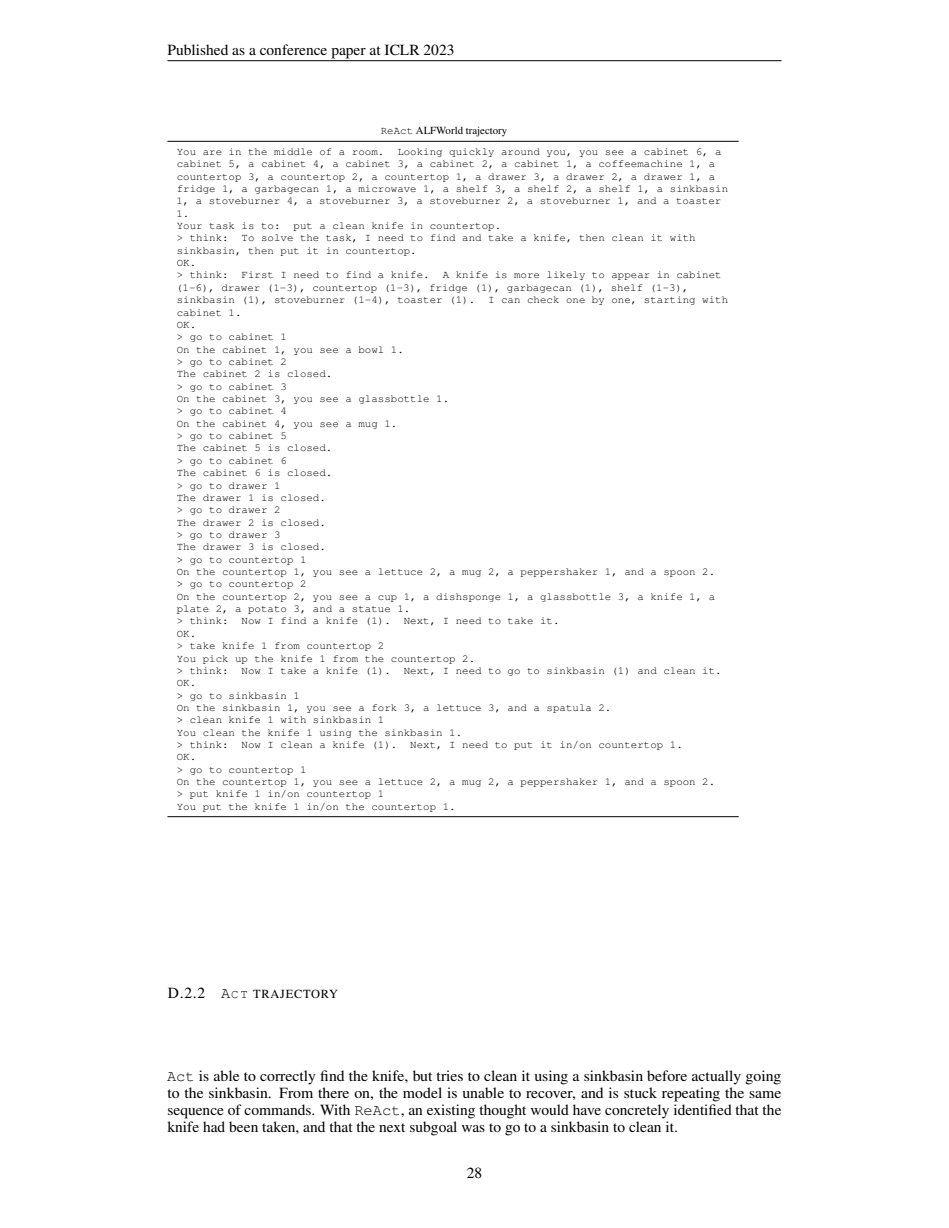 Published as a conference paper at ICLR 2023
ReAct ALFWorld trajectory
You are in the middle of a room. Looking quickly around you, you see a cabinet 6, a
cabinet 5, a cabinet 4, a cabinet 3, a cabinet 2, a cabinet 1, a coffeemachine 1, a
countertop 3, a countertop 2, a countertop 1, a drawer 3, a drawer 2, a drawer 1, a
fridge 1, a garbagecan 1, a microwave 1, a shelf 3, a shelf 2, a shelf 1, a sinkbasin
1, a stoveburner 4, a stoveburner 3, a stoveburner 2, a stoveburner 1, and a toaster
1.
Your task is to: put a clean knife in countertop.
> think: To solve the task, I need to find and take a knife, then clean it with
sinkbasin, then put it in countertop.
OK.
> think: First I need to find a knife. A knife is more likely to appear in cabinet
(1-6), drawer (1-3), countertop (1-3), fridge (1), garbagecan (1), shelf (1-3),
sinkbasin (1), stoveburner (1-4), toaster (1). I can check one by one, starting with
cabinet 1.
OK.
> go to cabinet 1
On the cabinet 1, you see a bowl 1.
> go to cabinet 2
The cabinet 2 is closed.
> go to cabinet 3
On the cabinet 3, you see a glassbottle 1.
> go to cabinet 4
On the cabinet 4, you see a mug 1.
> go to cabinet 5
The cabinet 5 is closed.
> go to cabinet 6
The cabinet 6 is closed.
> go to drawer 1
The drawer 1 is closed.
> go to drawer 2
The drawer 2 is closed.
> go to drawer 3
The drawer 3 is closed.
> go to countertop 1
On the countertop 1, you see a lettuce 2, a mug 2, a peppershaker 1, and a spoon 2.
> go to countertop 2
On the countertop 2, you see a cup 1, a dishsponge 1, a glassbottle 3, a knife 1, a
plate 2, a potato 3, and a statue 1.
> think: Now I find a knife (1). Next, I need to take it.
OK.
> take knife 1 from countertop 2
You pick up the knife 1 from the countertop 2.
> think: Now I take a knife (1). Next, I need to go to sinkbasin (1) and clean it.
OK.
> go to sinkbasin 1
On the sinkbasin 1, you see a fork 3, a lettuce 3, and a spatula 2.
> clean knife 1 with sinkbasin 1
You clean the knife 1 using the sinkbasin 1.
> think: Now I clean a knife (1). Next, I need to put it in/on countertop 1.
OK.
> go to countertop 1
On the countertop 1, you see a lettuce 2, a mug 2, a peppershaker 1, and a spoon 2.
> put knife 1 in/on countertop 1
You put the knife 1 in/on the countertop 1.
D.2.2 ACT TRAJECTORY
Act is able to correctly find the knife, but tries to clean it using a sinkbasin before actually going
to the sinkbasin. From there on, the model is unable to recover, and is stuck repeating the same
sequence of commands. With ReAct, an existing thought would have concretely identified that the
knife had been taken, and that the next subgoal was to go to a sinkbasin to clean it.
28